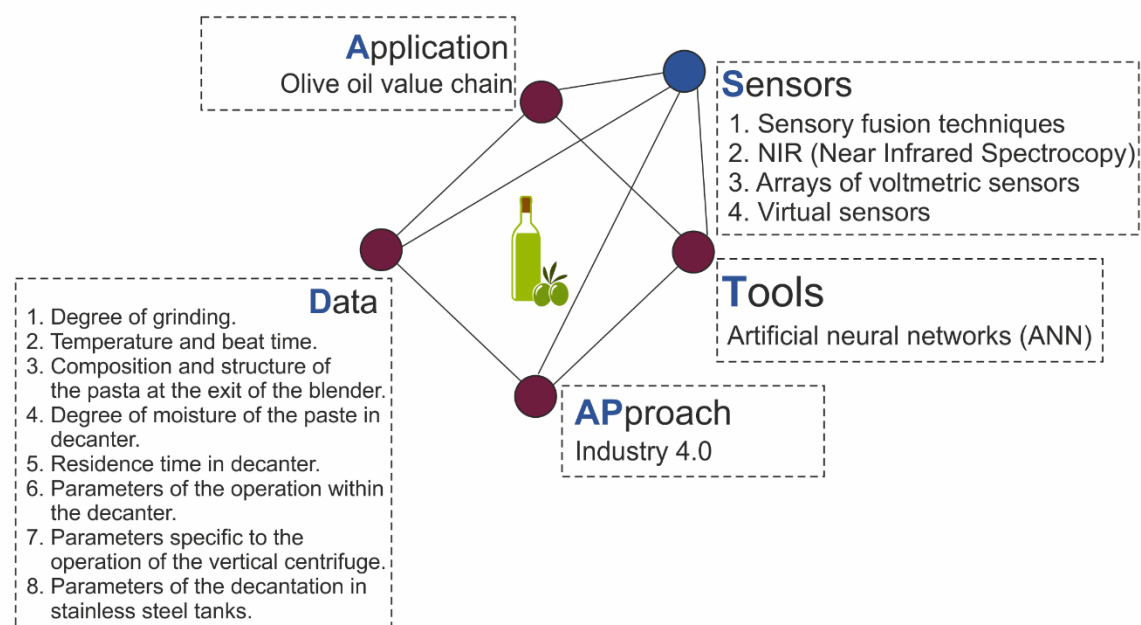 Application
Olive oil value chain
Sensors
1. Sensory fusion techniques
2. NIR (Near Infrared Spectrocopy)
3. Arrays of voltmetric sensors
4. Virtual sensors
Tools
Artificial neural networks (ANN)
APproach
Industry 4.0
Data
1. Degree of grinding.
2. Temperature and beat time.
3. Composition and structure of
the pasta at the exit of the blender.
4. Degree of moisture of the paste in
decanter.
5. Residence time in decanter.
6. Parameters of the operation within
the decanter.
7. Parameters specific to the
operation of the vertical centrifuge.
8. Parameters of the decantation in
stainless steel tanks.